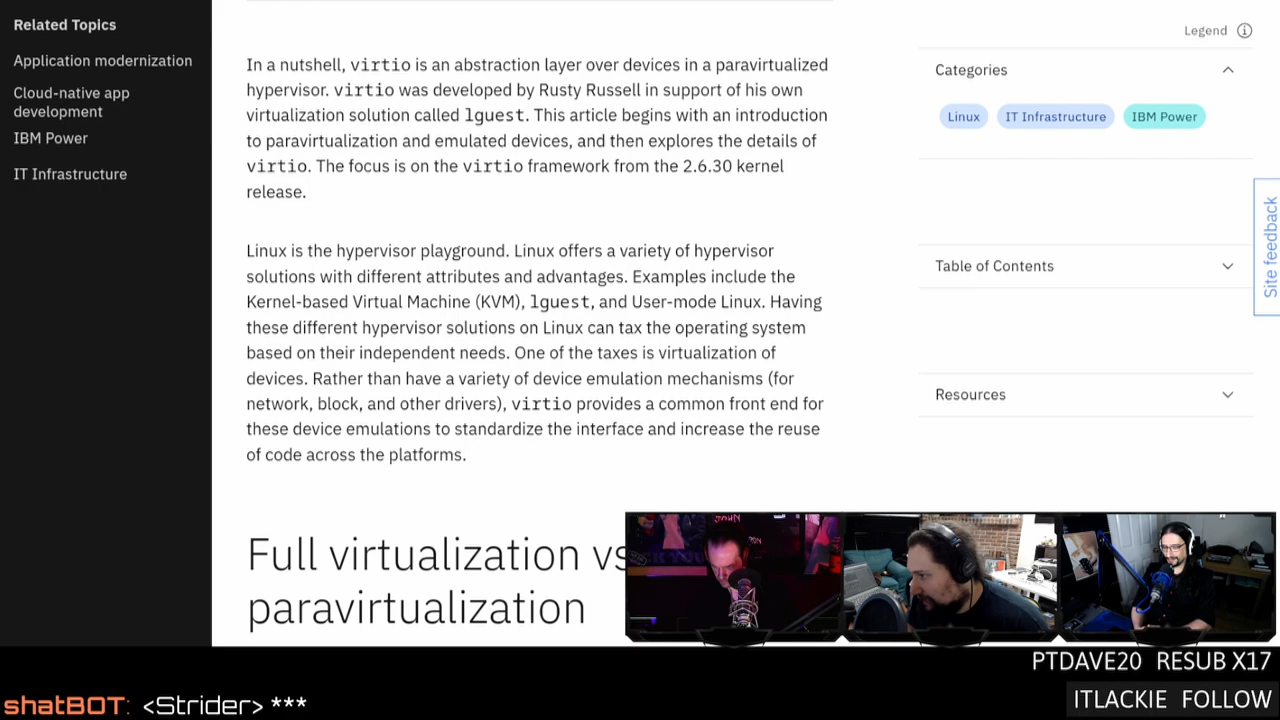 Related Topics
Application modernization
Cloud-native app
development
IBM Power
IT Infrastructure
In a nutshell, virtio is an abstraction layer over devices in a paravirtualized
hypervisor. virtio was developed by Rusty Russell in support of his own
virtualization solution called lguest. This article begins with an introduction
to paravirtualization and emulated devices, and then explores the details of
virtio. The focus is on the virtio framework from the 2.6.30 kernel
release.
Linux is the hypervisor playground. Linux offers a variety of hypervisor
solutions with different attributes and advantages. Examples include the
Kernel-based Virtual Machine (KVM), lguest, and User-mode Linux. Having
these different hypervisor solutions on Linux can tax the operating system
based on their independent needs. One of the taxes is virtualization of
devices. Rather than have a variety of device emulation mechanisms (for
network, block, and other drivers), virtio provides a common front end for
these device emulations to standardize the interface and increase the reuse
of code across the platforms.
Full virtualization vs
paravirtualization
Legend
Categories
Linux IT Infrastructure IBM Power
Table of Contents
Resources
Site feedback
JOHN
PTDAVE20 RESUB X17
ITLACKIE FOLLOW
shatBOT: <Strider> ***